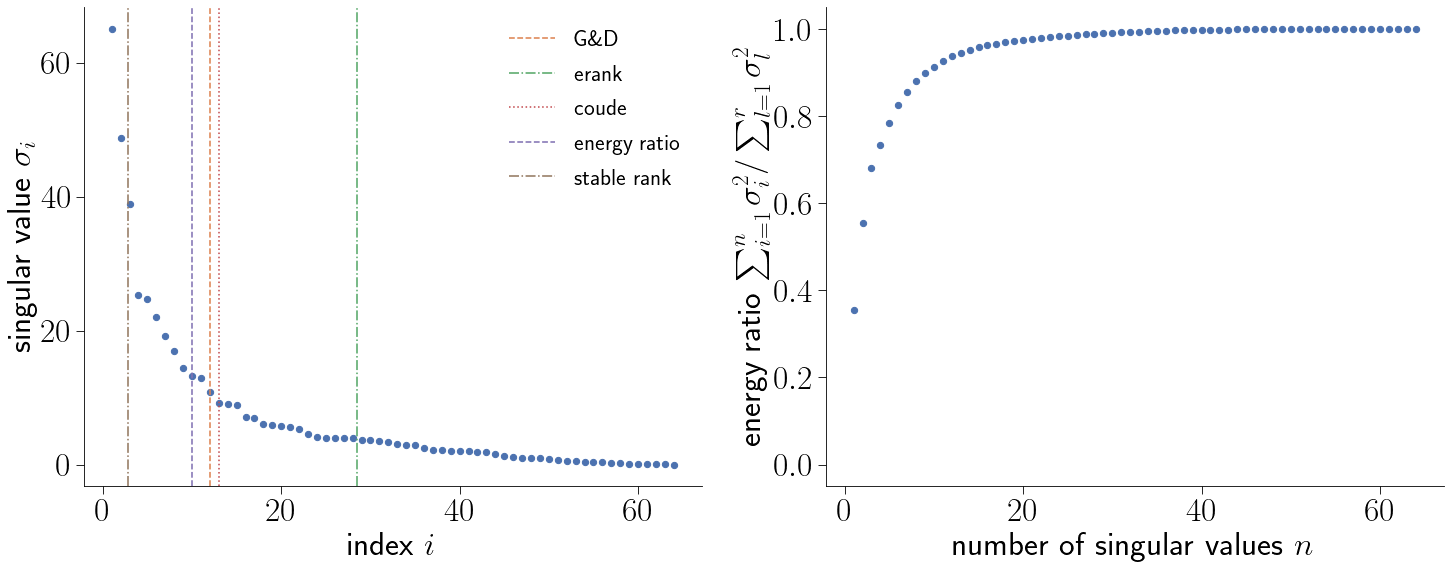 60
40
20
0
0 20 40 60
singular value σ_i
index i
G&D
erank
coude
energy ratio
stable rank
1.0
0.8
0.6
0.4
0.2
0.0
0 20 40 60
energy ratio ∑_{i=1}^{n} σ_i^2 / ∑_{l=1}^{r} σ_l^2
number of singular values n